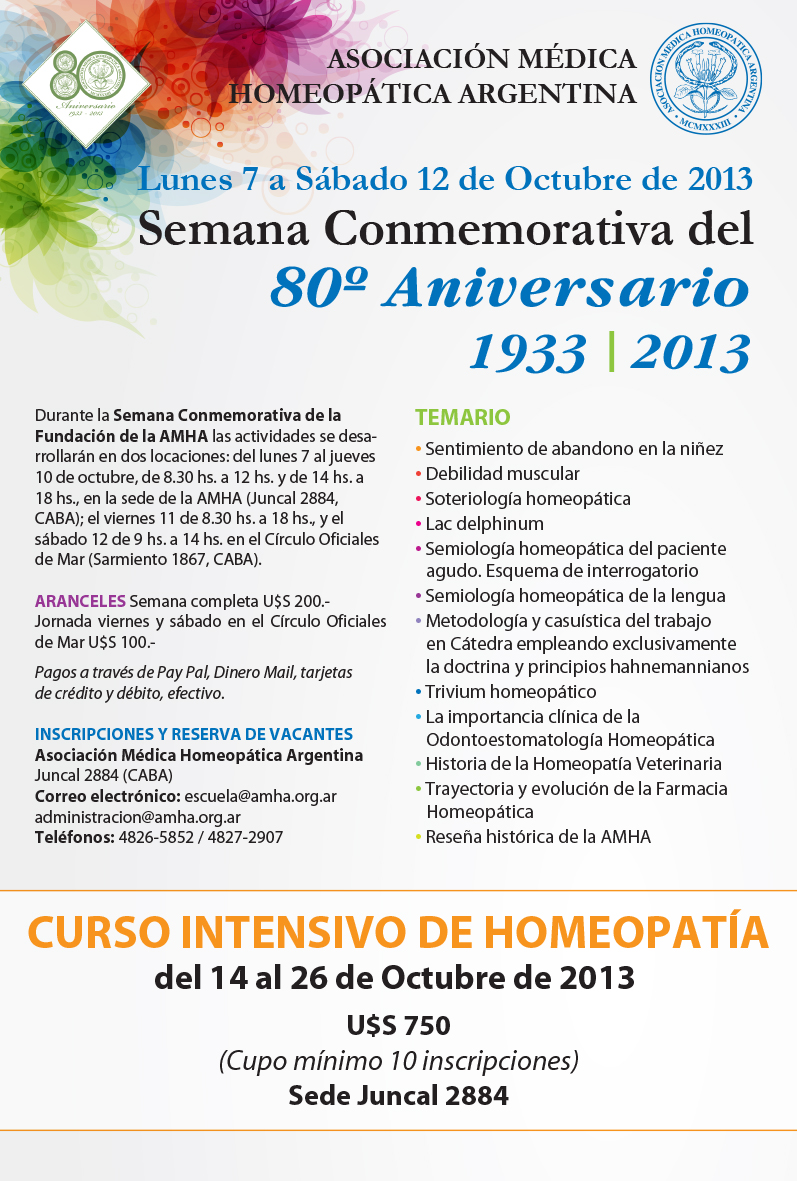 80
Aniversario
1933 - 2013
ASOCIACIÓN MÉDICA
HOMEOPÁTICA ARGENTINA
ASOCIACION MEDICA HOMEOPATICA ARGENTINA
• MCMXXXIII •
Lunes 7 a Sábado 12 de Octubre de 2013
Semana Conmemorativa del
80º Aniversario
1933 | 2013
Durante la Semana Conmemorativa de la
Fundación de la AMHA las actividades se desa-
rrollarán en dos locaciones: del lunes 7 al jueves
10 de octubre, de 8.30 hs. a 12 hs. y de 14 hs. a
18 hs., en la sede de la AMHA (Juncal 2884,
CABA); el viernes 11 de 8.30 hs. a 18 hs., y el
sábado 12 de 9 hs. a 14 hs. en el Círculo Oficiales
de Mar (Sarmiento 1867, CABA).
ARANCELES Semana completa U$S 200.-
Jornada viernes y sábado en el Círculo Oficiales
de Mar U$S 100.-
Pagos a través de Pay Pal, Dinero Mail, tarjetas
de crédito y débito, efectivo.
INSCRIPCIONES Y RESERVA DE VACANTES
Asociación Médica Homeopática Argentina
Juncal 2884 (CABA)
Correo electrónico: escuela@amha.org.ar
administracion@amha.org.ar
Teléfonos: 4826-5852 / 4827-2907
TEMARIO
• Sentimiento de abandono en la niñez
• Debilidad muscular
• Soteriología homeopática
• Lac delphinum
• Semiología homeopática del paciente
agudo. Esquema de interrogatorio
• Semiología homeopática de la lengua
• Metodología y casuística del trabajo
en Cátedra empleando exclusivamente
la doctrina y principios hahnemannianos
• Trivium homeopático
• La importancia clínica de la
Odontoestomatología Homeopática
• Historia de la Homeopatía Veterinaria
• Trayectoria y evolución de la Farmacia
Homeopática
• Reseña histórica de la AMHA
CURSO INTENSIVO DE HOMEOPATÍA
del 14 al 26 de Octubre de 2013
U$S 750
(Cupo mínimo 10 inscripciones)
Sede Juncal 2884